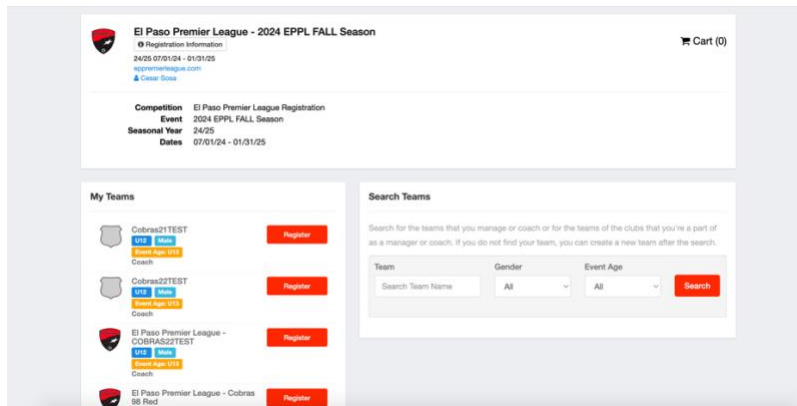 El Paso Premier League - 2024 EPPL FALL Season
Registration Information
24/25 07/01/24 - 01/31/25
eppremierleague.com
Cesar Sosa
Cart (0)
Competition El Paso Premier League Registration
Event 2024 EPPL FALL Season
Seasonal Year 24/25
Dates 07/01/24 - 01/31/25
My Teams
Cobras21TEST
U12 Male
Event Age: U13
Coach
Register
Cobras22TEST
U12 Male
Event Age: U13
Coach
Register
El Paso Premier League -
COBRAS22TEST
U12 Male
Event Age: U13
Coach
Register
El Paso Premier League - Cobras
98 Red
Register
Search Teams
Search for the teams that you manage or coach or for the teams of the clubs that you're a part of
as a manager or coach. If you do not find your team, you can create a new team after the search.
Team Gender Event Age
Search Team Name All All Search